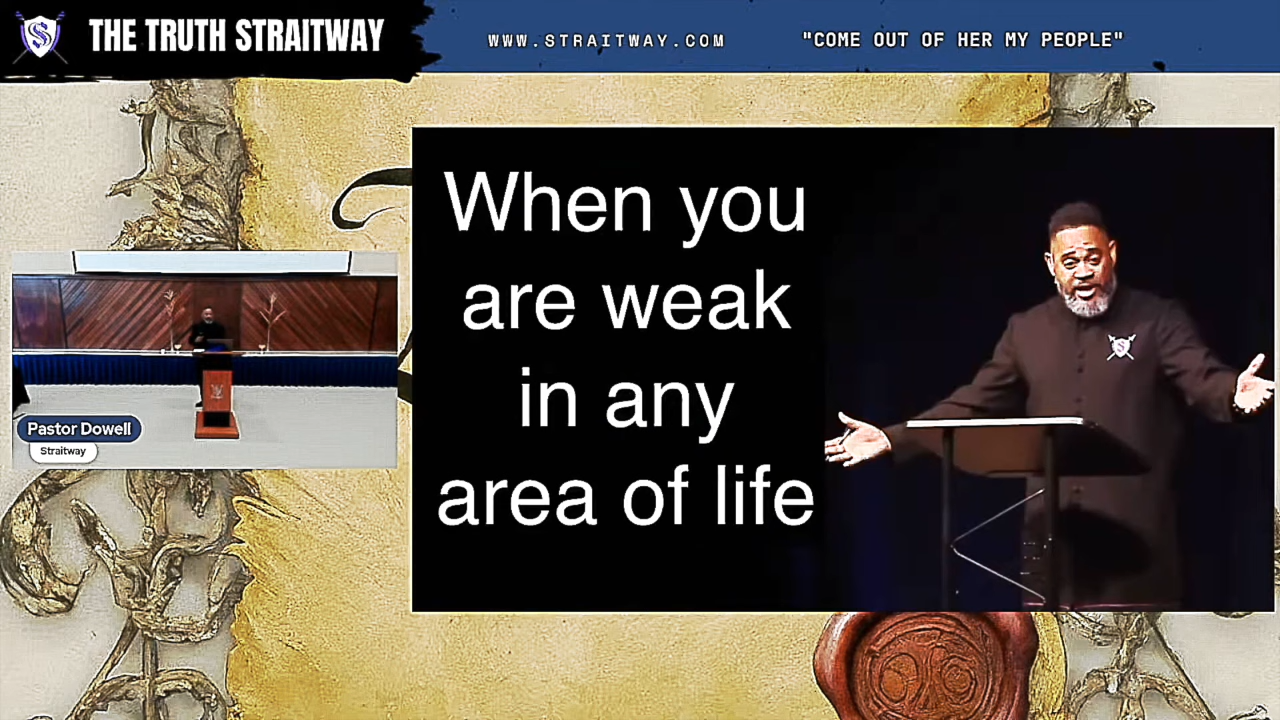 THE TRUTH STRAITWAY
WWW.STRAITWAY.COM
"COME OUT OF HER MY PEOPLE"
When you
are weak
in any
area of life
Pastor Dowell
Straitway